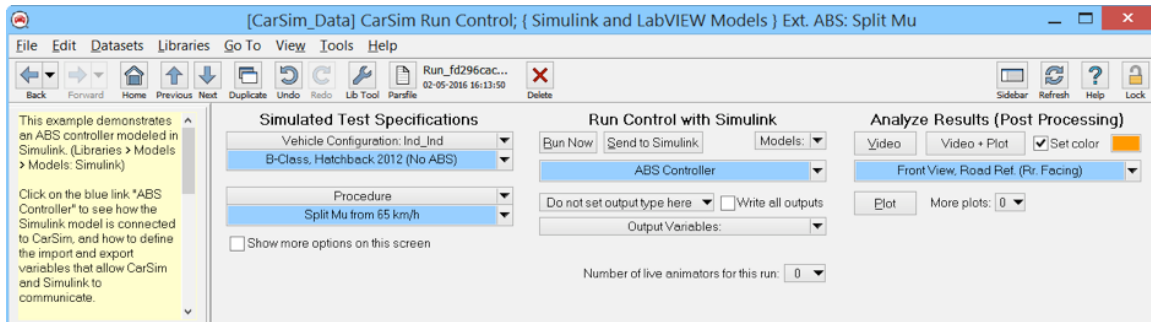 [CarSim_Data] CarSim Run Control; { Simulink and LabVIEW Models } Ext. ABS: Split Mu
File Edit Datasets Libraries Go To View Tools Help
Run_fd296cac...
02-05-2016 16:13:50
Back Forward Home Previous Next Duplicate Undo Redo Lib Tool Parsfile Delete Sidebar Refresh Help Lock
This example demonstrates
an ABS controller modeled in
Simulink. (Libraries > Models
> Models: Simulink)
Click on the blue link "ABS
Controller" to see how the
Simulink model is connected
to CarSim, and how to define
the import and export
variables that allow CarSim
and Simulink to
communicate.
Simulated Test Specifications
Vehicle Configuration: Ind_Ind
B-Class, Hatchback 2012 (No ABS)
Procedure
Split Mu from 65 km/h
Show more options on this screen
Run Control with Simulink
Run Now Send to Simulink Models:
ABS Controller
Do not set output type here Write all outputs
Output Variables:
Number of live animators for this run: 0
Analyze Results (Post Processing)
Video Video + Plot Set color
Front View, Road Ref. (Rr. Facing)
Plot More plots: 0